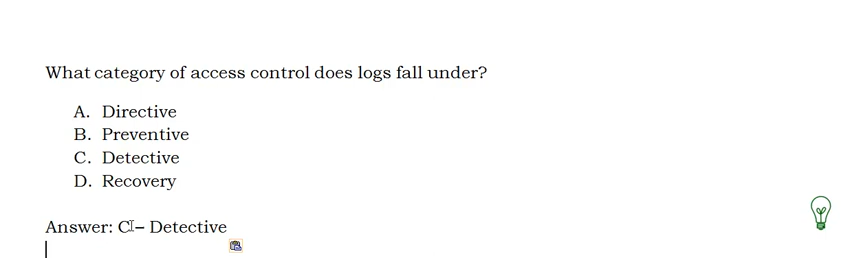 What category of access control does logs fall under?
A. Directive
B. Preventive
C. Detective
D. Recovery
Answer: C – Detective